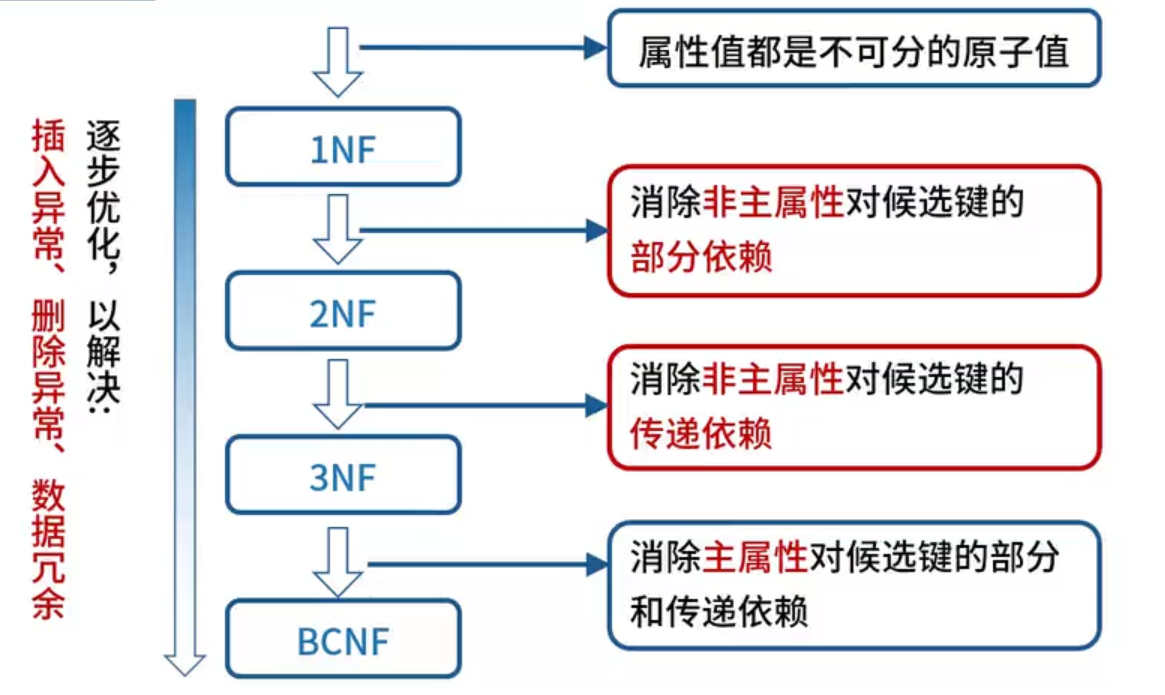 属性值都是不可分的原子值
1NF
消除非主属性对候选键的
部分依赖
2NF
消除非主属性对候选键的
传递依赖
3NF
消除主属性对候选键的部分
和传递依赖
BCNF
逐步优化，以解决：
插入异常、删除异常、数据冗余